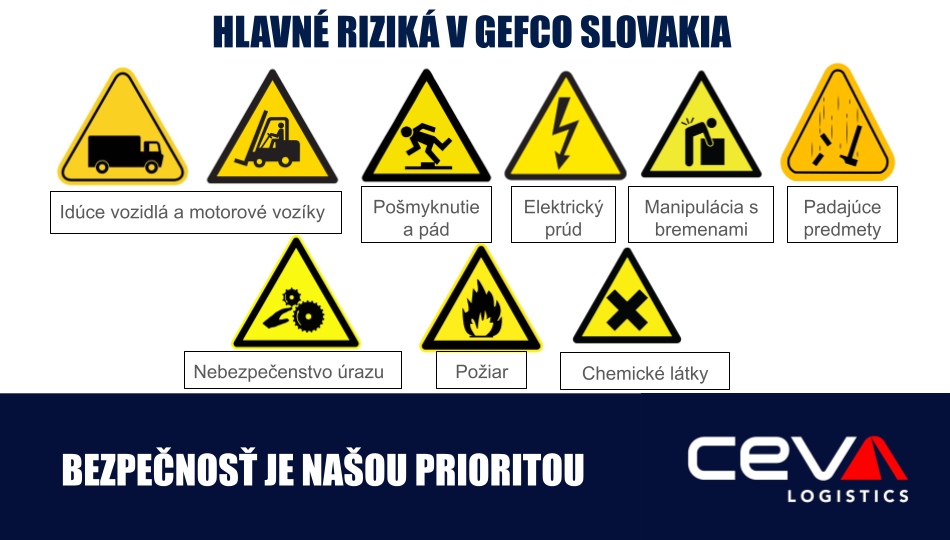 HLAVNÉ RIZIKÁ V GEFCO SLOVAKIA
Idúce vozidlá a motorové vozíky
Pošmyknutie
a pád
Elektrický
prúd
Manipulácia s
bremenami
Padajúce
predmety
Nebezpečenstvo úrazu
Požiar
Chemické látky
BEZPEČNOSŤ JE NAŠOU PRIORITOU
CEVA
LOGISTICS